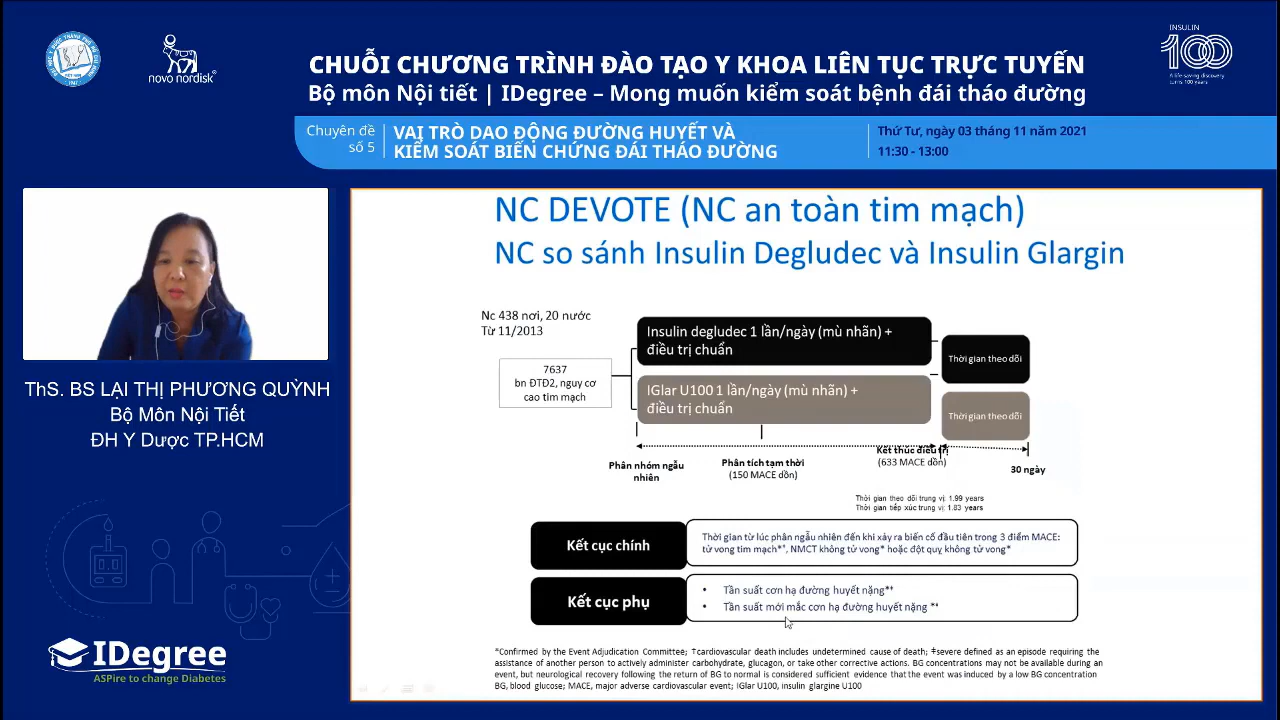 novo nordisk
CHUỖI CHƯƠNG TRÌNH ĐÀO TẠO Y KHOA LIÊN TỤC TRỰC TUYẾN
Bộ môn Nội tiết | IDegree – Mong muốn kiểm soát bệnh đái tháo đường
INSULIN
100
A life-saving discovery
turns 100 years
Chuyên đề
số 5
VAI TRÒ DAO ĐỘNG ĐƯỜNG HUYẾT VÀ
KIỂM SOÁT BIẾN CHỨNG ĐÁI THÁO ĐƯỜNG
Thứ Tư, ngày 03 tháng 11 năm 2021
11:30 - 13:00
ThS. BS LẠI THỊ PHƯƠNG QUỲNH
Bộ Môn Nội Tiết
ĐH Y Dược TP.HCM
IDegree
ASPire to change Diabetes
NC DEVOTE (NC an toàn tim mạch)
NC so sánh Insulin Degludec và Insulin Glargin
Nc 438 nơi, 20 nước
Từ 11/2013
7637
bn ĐTĐ2, nguy cơ
cao tim mạch
Insulin degludec 1 lần/ngày (mù nhãn) +
điều trị chuẩn
IGlar U100 1 lần/ngày (mù nhãn) +
điều trị chuẩn
Thời gian theo dõi
Thời gian theo dõi
Phân nhóm ngẫu
nhiên
Phân tích tạm thời
(150 MACE dồn)
Kết thúc điều trị
(633 MACE dồn)
30 ngày
Thời gian theo dõi trung vị: 1.99 years
Thời gian tiếp xúc trung vị: 1.83 years
Kết cục chính
Thời gian từ lúc phân ngẫu nhiên đến khi xảy ra biến cố đầu tiên trong 3 điểm MACE:
tử vong tim mạch*†, NMCT không tử vong* hoặc đột quỵ không tử vong*
Kết cục phụ
• Tần suất cơn hạ đường huyết nặng*‡
• Tần suất mới mắc cơn hạ đường huyết nặng *‡
*Confirmed by the Event Adjudication Committee; †cardiovascular death includes undetermined cause of death; ‡severe defined as an episode requiring the
assistance of another person to actively administer carbohydrate, glucagon, or take other corrective actions. BG concentrations may not be available during an
event, but neurological recovery following the return of BG to normal is considered sufficient evidence that the event was induced by a low BG concentration
BG, blood glucose; MACE, major adverse cardiovascular event; IGlar U100, insulin glargine U100